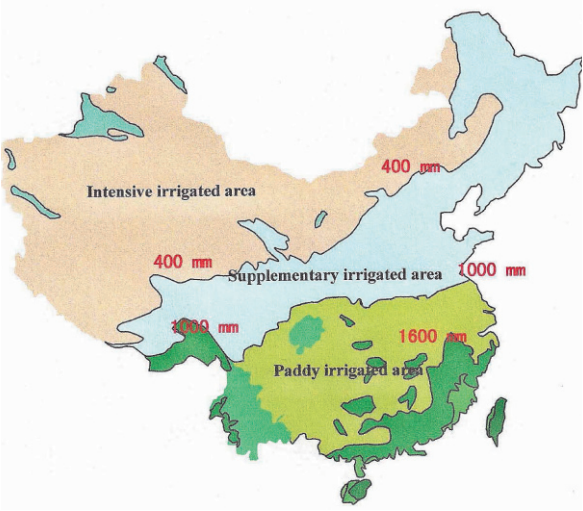 400 mm
Intensive irrigated area
400 mm
Supplementary irrigated area
1000 mm
1000 mm
1600 mm
Paddy irrigated area